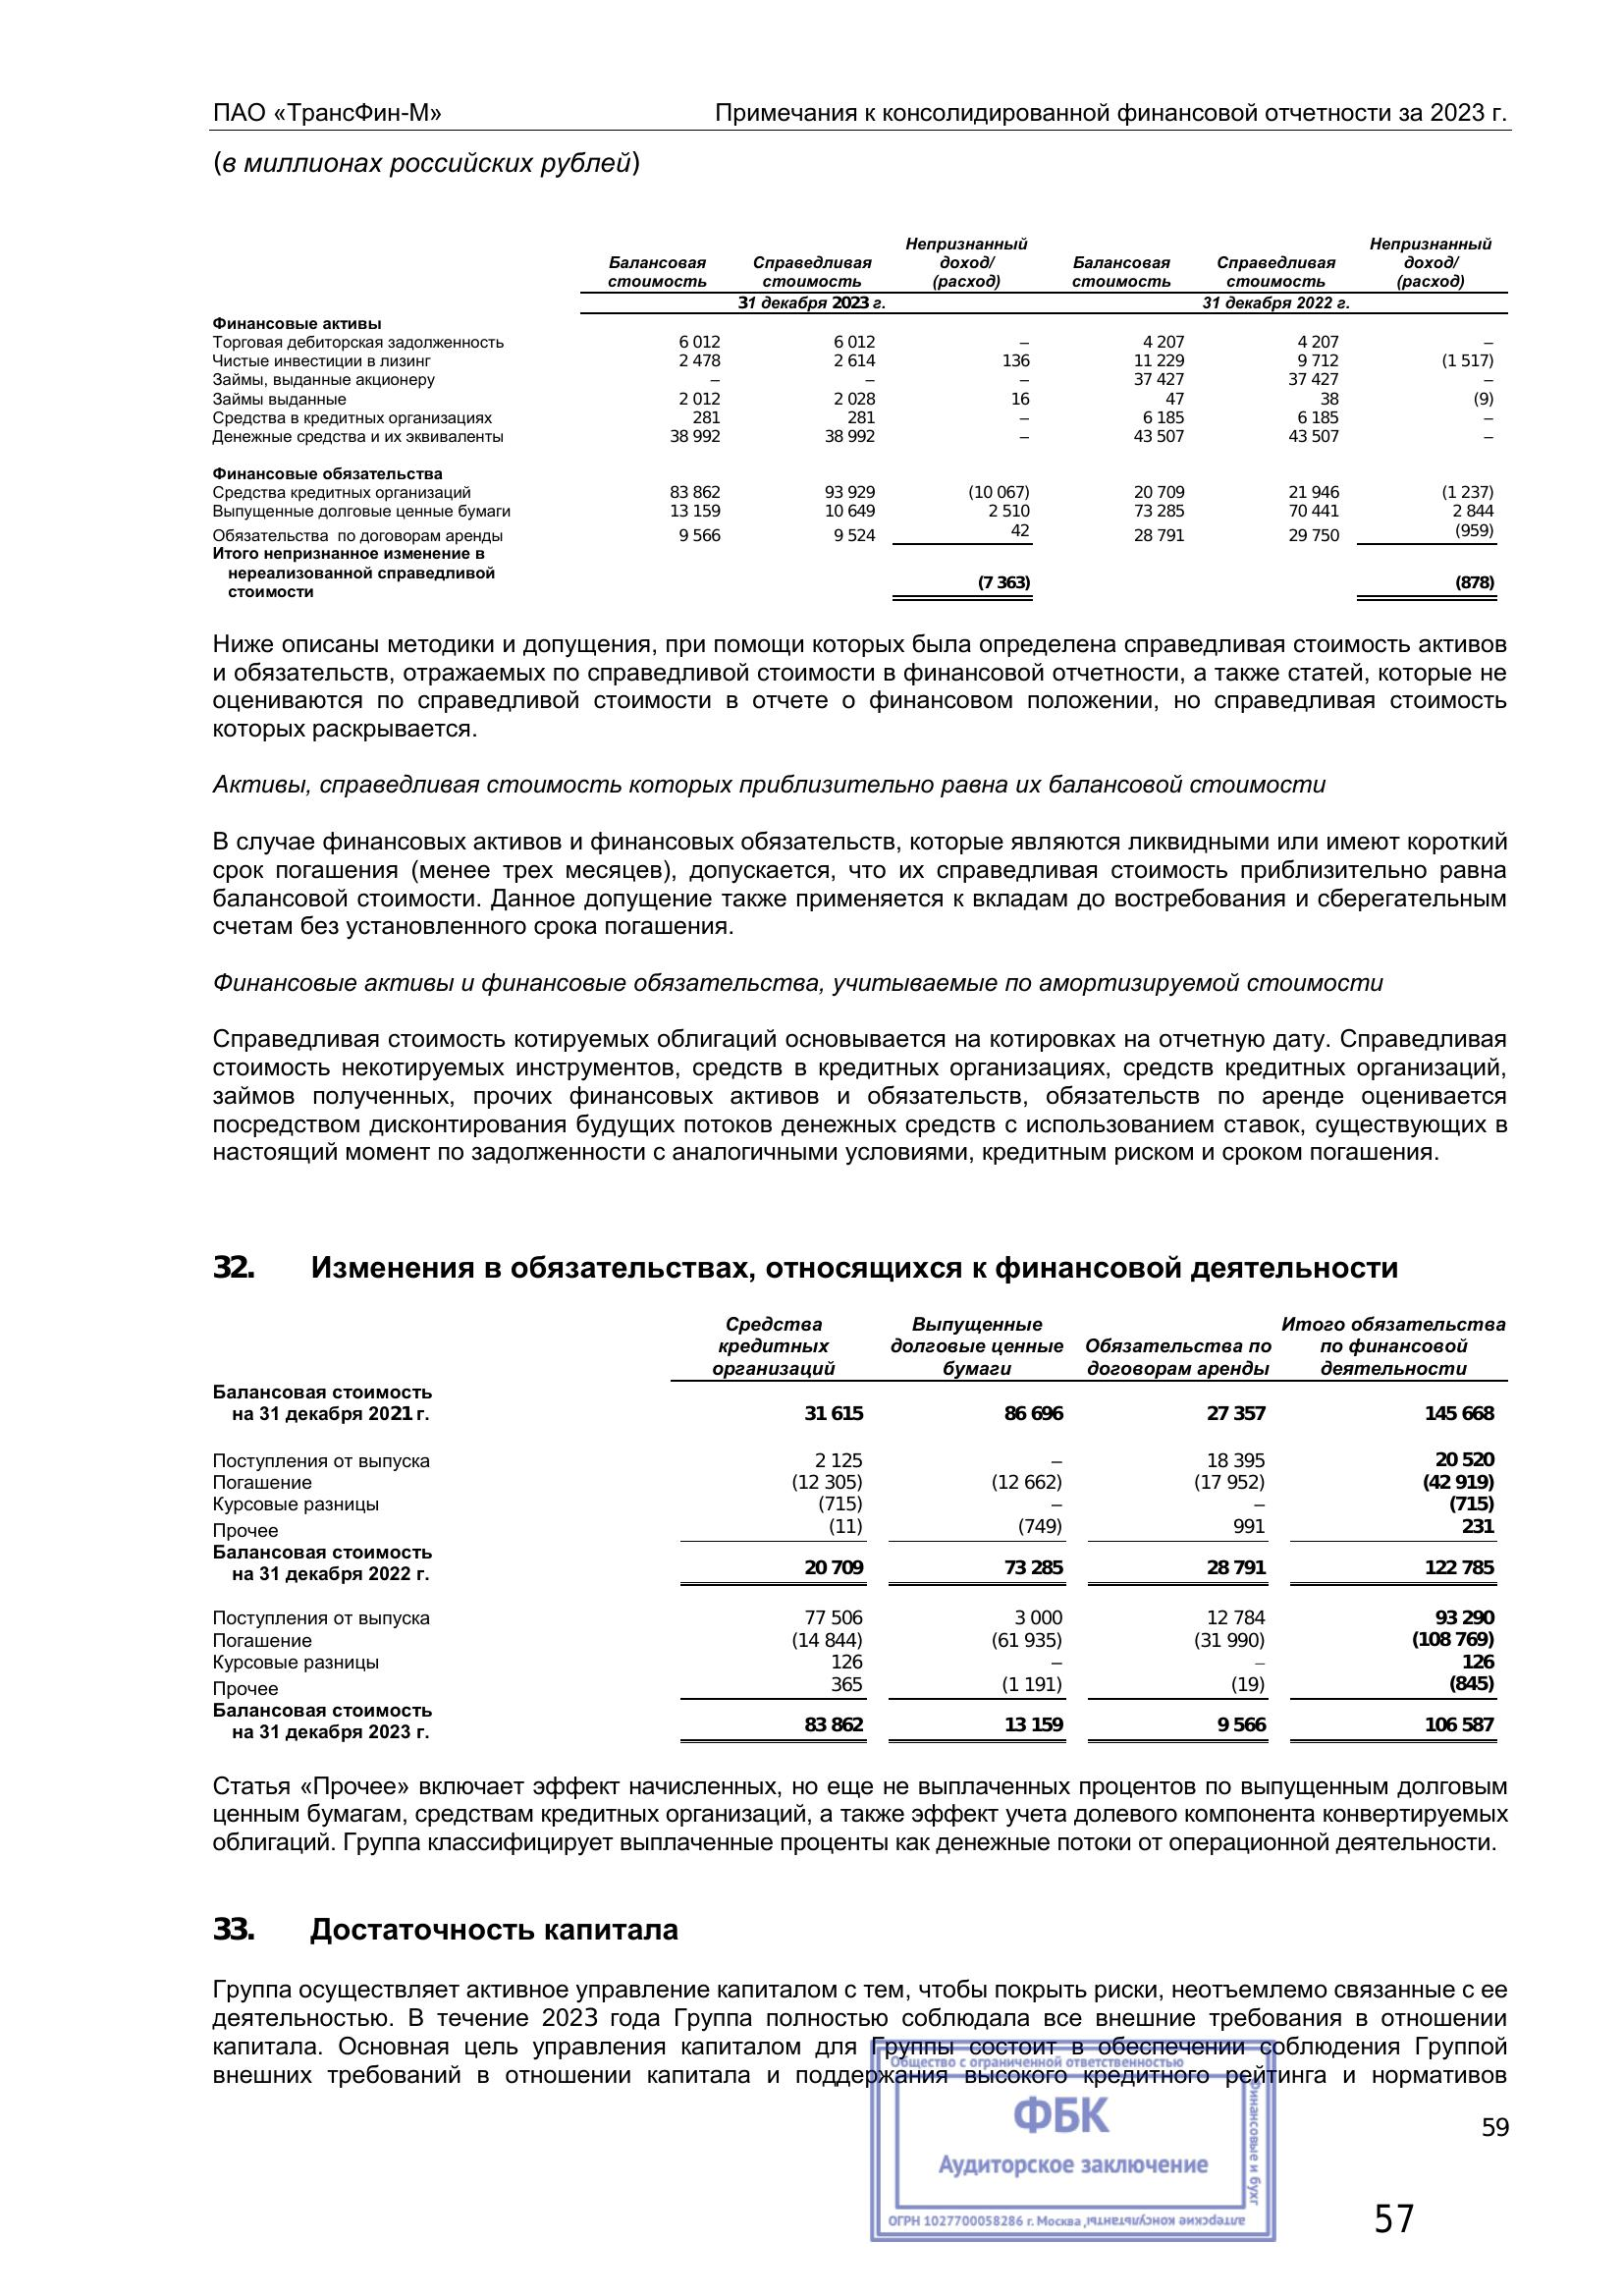 ПАО «ТрансФин-М» Примечания к консолидированной финансовой отчетности за 2023 г.
(в миллионах российских рублей)
Балансовая стоимость Справедливая стоимость Непризнанный доход/ (расход) Балансовая стоимость Справедливая стоимость Непризнанный доход/ (расход)
31 декабря 2023 г. 31 декабря 2022 г.
Финансовые активы
Торговая дебиторская задолженность 6 012 6 012 – 4 207 4 207 –
Чистые инвестиции в лизинг 2 478 2 614 136 11 229 9 712 (1 517)
Займы, выданные акционеру – – – 37 427 37 427 –
Займы выданные 2 012 2 028 16 47 38 (9)
Средства в кредитных организациях 281 281 – 6 185 6 185 –
Денежные средства и их эквиваленты 38 992 38 992 – 43 507 43 507 –
Финансовые обязательства
Средства кредитных организаций 83 862 93 929 (10 067) 20 709 21 946 (1 237)
Выпущенные долговые ценные бумаги 13 159 10 649 2 510 73 285 70 441 2 844
Обязательства по договорам аренды 9 566 9 524 42 28 791 29 750 (959)
Итого непризнанное изменение в
нереализованной справедливой
стоимости (7 363) (878)
Ниже описаны методики и допущения, при помощи которых была определена справедливая стоимость активов
и обязательств, отражаемых по справедливой стоимости в финансовой отчетности, а также статей, которые не
оцениваются по справедливой стоимости в отчете о финансовом положении, но справедливая стоимость
которых раскрывается.
Активы, справедливая стоимость которых приблизительно равна их балансовой стоимости
В случае финансовых активов и финансовых обязательств, которые являются ликвидными или имеют короткий
срок погашения (менее трех месяцев), допускается, что их справедливая стоимость приблизительно равна
балансовой стоимости. Данное допущение также применяется к вкладам до востребования и сберегательным
счетам без установленного срока погашения.
Финансовые активы и финансовые обязательства, учитываемые по амортизируемой стоимости
Справедливая стоимость котируемых облигаций основывается на котировках на отчетную дату. Справедливая
стоимость некотируемых инструментов, средств в кредитных организациях, средств кредитных организаций,
займов полученных, прочих финансовых активов и обязательств, обязательств по аренде оценивается
посредством дисконтирования будущих потоков денежных средств с использованием ставок, существующих в
настоящий момент по задолженности с аналогичными условиями, кредитным риском и сроком погашения.
32. Изменения в обязательствах, относящихся к финансовой деятельности
Средства кредитных организаций Выпущенные долговые ценные бумаги Обязательства по договорам аренды Итого обязательства по финансовой деятельности
Балансовая стоимость
на 31 декабря 2021 г. 31 615 86 696 27 357 145 668
Поступления от выпуска 2 125 – 18 395 20 520
Погашение (12 305) (12 662) (17 952) (42 919)
Курсовые разницы (715) – – (715)
Прочее (11) (749) 991 231
Балансовая стоимость
на 31 декабря 2022 г. 20 709 73 285 28 791 122 785
Поступления от выпуска 77 506 3 000 12 784 93 290
Погашение (14 844) (61 935) (31 990) (108 769)
Курсовые разницы 126 – – 126
Прочее 365 (1 191) (19) (845)
Балансовая стоимость
на 31 декабря 2023 г. 83 862 13 159 9 566 106 587
Статья «Прочее» включает эффект начисленных, но еще не выплаченных процентов по выпущенным долговым
ценным бумагам, средствам кредитных организаций, а также эффект учета долевого компонента конвертируемых
облигаций. Группа классифицирует выплаченные проценты как денежные потоки от операционной деятельности.
33. Достаточность капитала
Группа осуществляет активное управление капиталом с тем, чтобы покрыть риски, неотъемлемо связанные с ее
деятельностью. В течение 2023 года Группа полностью соблюдала все внешние требования в отношении
капитала. Основная цель управления капиталом для Группы состоит в обеспечении соблюдения Группой
внешних требований в отношении капитала и поддержания высокого кредитного рейтинга и нормативов
Общество с ограниченной ответственностью
Финансовые и бухг
алтерские консультанты,
ФБК
Аудиторское заключение
ОГРН 1027700058286 г. Москва
59
57